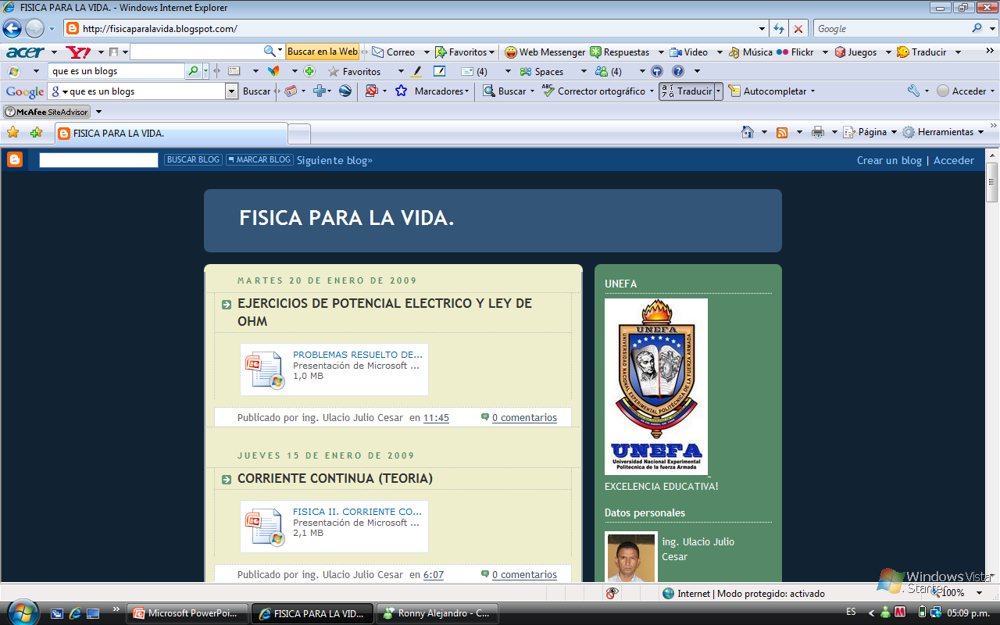 FISICA PARA LA VIDA. - Windows Internet Explorer
http://fisicaparalavida.blogspot.com/
Google
acer Y! Buscar en la Web Correo Favoritos Web Messenger Respuestas Video Música Flickr Juegos Traducir
que es un blogs Favoritos (4) Spaces (4)
Google que es un blogs Buscar Marcadores Buscar ABC Corrector ortográfico Traducir Autocompletar Acceder
McAfee SiteAdvisor
FISICA PARA LA VIDA. Página Herramientas
BUSCAR BLOG MARCAR BLOG Siguiente blog» Crear un blog | Acceder
FISICA PARA LA VIDA.
MARTES 20 DE ENERO DE 2009
EJERCICIOS DE POTENCIAL ELECTRICO Y LEY DE
OHM
PROBLEMAS RESUELTO DE...
Presentación de Microsoft ...
1,0 MB
Publicado por ing. Ulacio Julio Cesar en 11:45 0 comentarios
JUEVES 15 DE ENERO DE 2009
CORRIENTE CONTINUA (TEORIA)
FISICA II. CORRIENTE CO...
Presentación de Microsoft ...
2,1 MB
Publicado por ing. Ulacio Julio Cesar en 6:07 0 comentarios
UNEFA
UNEFA
UNIVERSIDAD NACIONAL EXPERIMENTAL POLITÉCNICA DE LA FUERZA ARMADA
UNEFA
Universidad Nacional Experimental
Politecnica de la fuerza Armada
EXCELENCIA EDUCATIVA!
Datos personales
ing. Ulacio Julio
Cesar
Windows Vista
Starter
Internet | Modo protegido: activado 100%
Microsoft PowerPoi... FISICA PARA LA VID... Ronny Alejandro - C... ES 05:09 p.m.